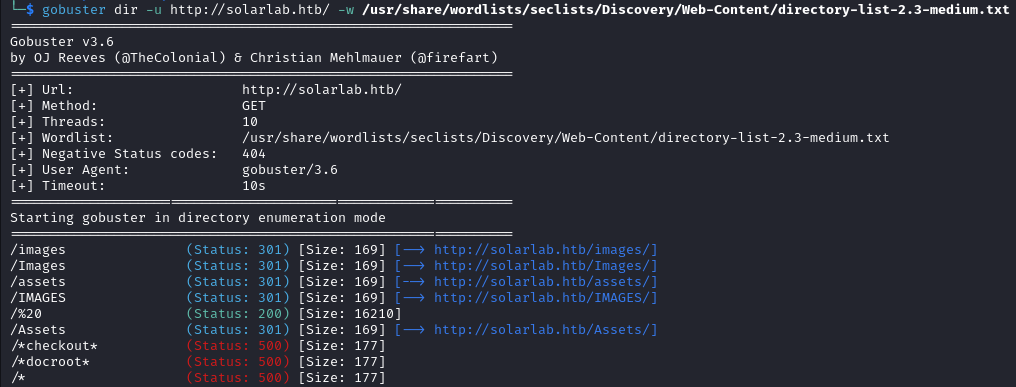 └─$ gobuster dir -u http://solarlab.htb/ -w /usr/share/wordlists/seclists/Discovery/Web-Content/directory-list-2.3-medium.txt
===============================================================
Gobuster v3.6
by OJ Reeves (@TheColonial) & Christian Mehlmauer (@firefart)
===============================================================
[+] Url:                     http://solarlab.htb/
[+] Method:                  GET
[+] Threads:                 10
[+] Wordlist:                /usr/share/wordlists/seclists/Discovery/Web-Content/directory-list-2.3-medium.txt
[+] Negative Status codes:   404
[+] User Agent:              gobuster/3.6
[+] Timeout:                 10s
===============================================================
Starting gobuster in directory enumeration mode
===============================================================
/images               (Status: 301) [Size: 169] [--> http://solarlab.htb/images/]
/Images               (Status: 301) [Size: 169] [--> http://solarlab.htb/Images/]
/assets               (Status: 301) [Size: 169] [--> http://solarlab.htb/assets/]
/IMAGES               (Status: 301) [Size: 169] [--> http://solarlab.htb/IMAGES/]
/%20                  (Status: 200) [Size: 16210]
/Assets               (Status: 301) [Size: 169] [--> http://solarlab.htb/Assets/]
/*checkout*           (Status: 500) [Size: 177]
/*docroot*            (Status: 500) [Size: 177]
/*                    (Status: 500) [Size: 177]